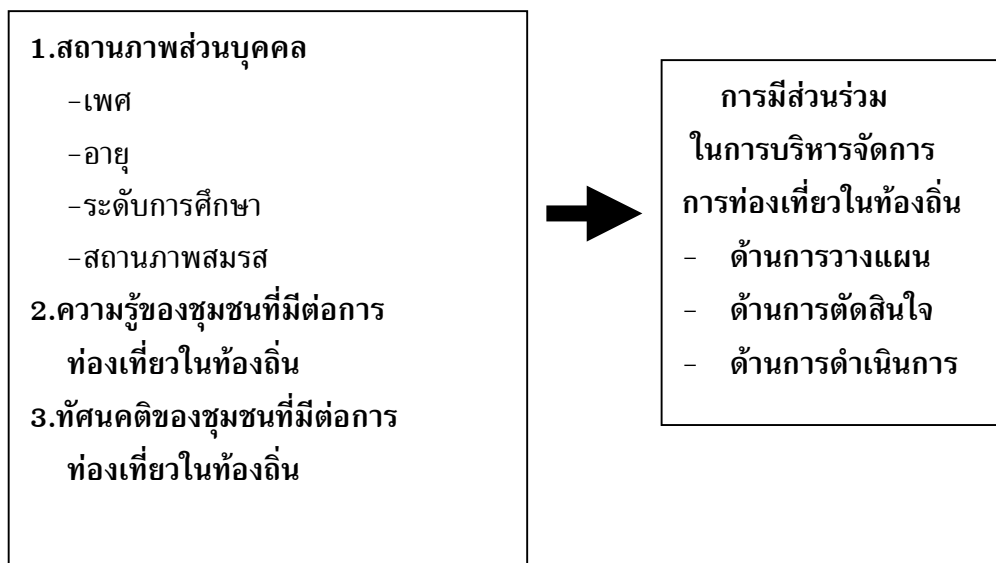 1.สถานภาพส่วนบุคคล
-เพศ
-อายุ
-ระดับการศึกษา
-สถานภาพสมรส
2.ความรู้ของชุมชนที่มีต่อการ
ท่องเที่ยวในท้องถิ่น
3.ทัศนคติของชุมชนที่มีต่อการ
ท่องเที่ยวในท้องถิ่น
การมีส่วนร่วม
ในการบริหารจัดการ
การท่องเที่ยวในท้องถิ่น
- ด้านการวางแผน
- ด้านการตัดสินใจ
- ด้านการดำเนินการ